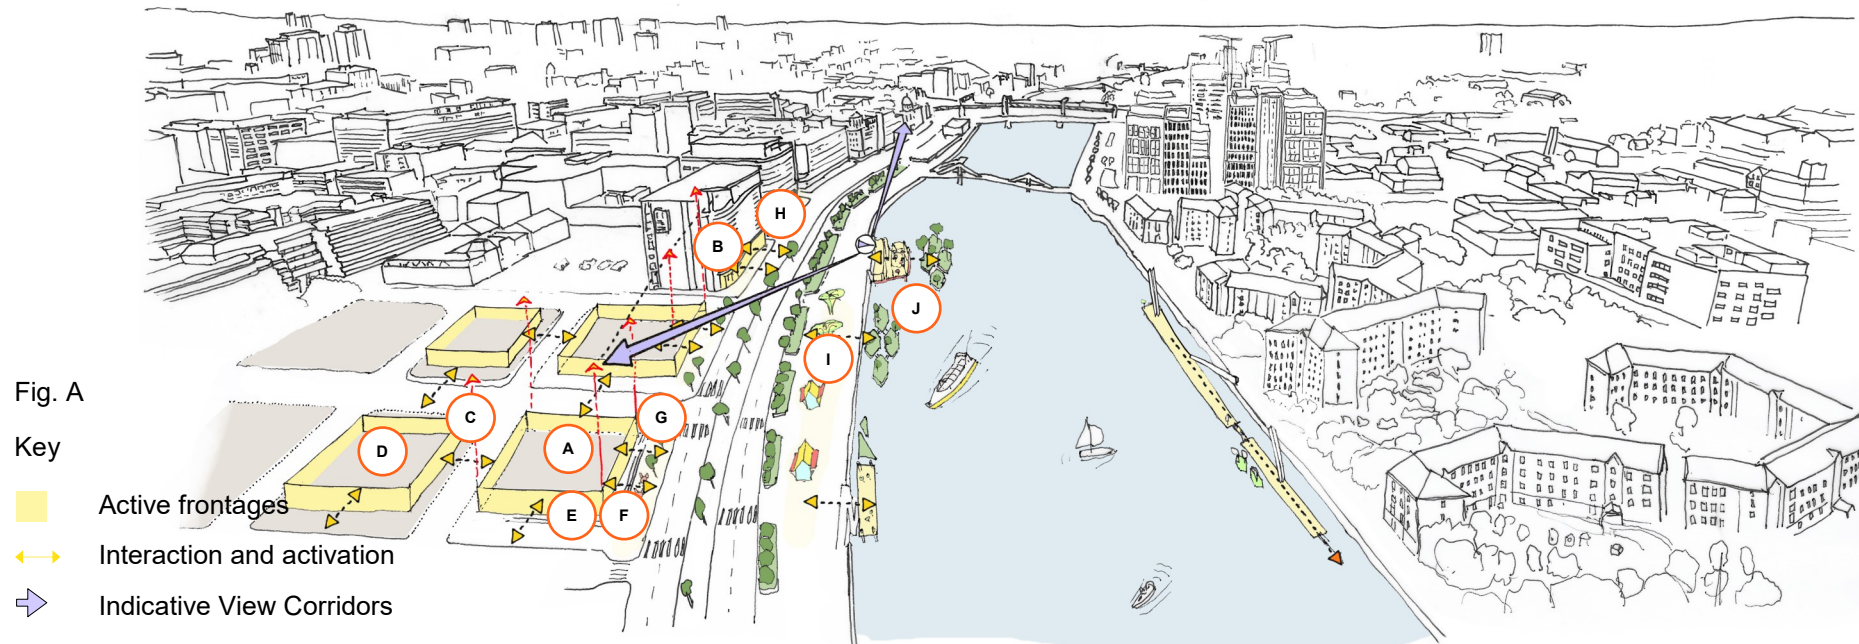 H
B
J
I
C
G
D
A
E
F
Fig. A
Key
Active frontages
Interaction and activation
Indicative View Corridors